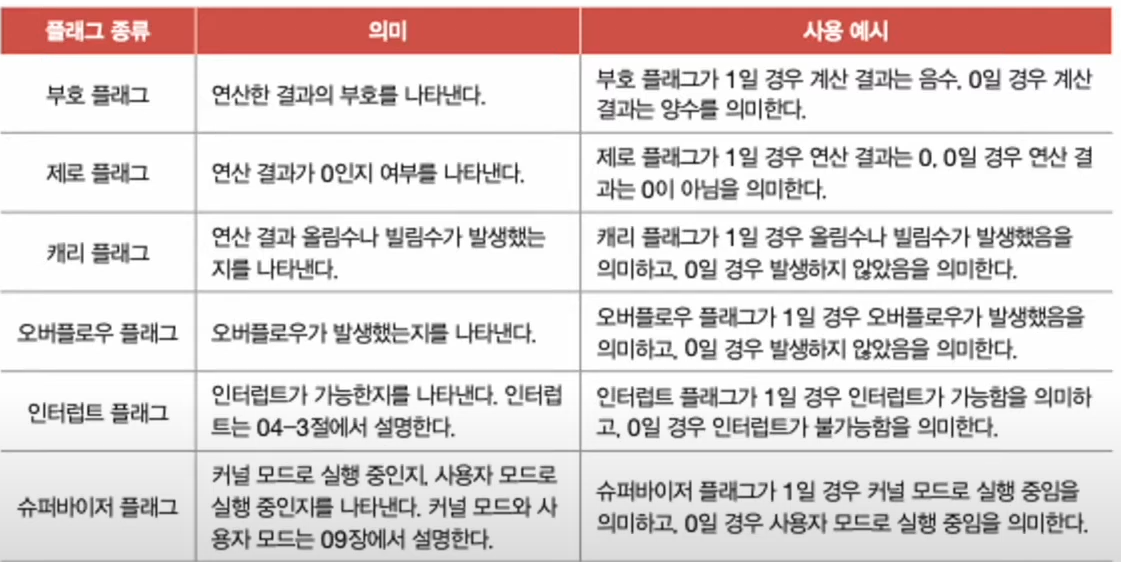 플래그 종류 의미 사용 예시
부호 플래그
연산한 결과의 부호를 나타낸다.
부호 플래그가 1일 경우 계산 결과는 음수, 0일 경우 계산
결과는 양수를 의미한다.
제로 플래그
연산 결과가 0인지 여부를 나타낸다.
제로 플래그가 1일 경우 연산 결과는 0, 0일 경우 연산 결
과는 0이 아님을 의미한다.
캐리 플래그
연산 결과 올림수나 빌림수가 발생했는
지를 나타낸다.
캐리 플래그가 1일 경우 올림수나 빌림수가 발생했음을
의미하고, 0일 경우 발생하지 않았음을 의미한다.
오버플로우 플래그
오버플로우가 발생했는지를 나타낸다.
오버플로우 플래그가 1일 경우 오버플로우가 발생했음을
의미하고, 0일 경우 발생하지 않았음을 의미한다.
인터럽트 플래그
인터럽트가 가능한지를 나타낸다. 인터럽
트는 04-3절에서 설명한다.
인터럽트 플래그가 1일 경우 인터럽트가 가능함을 의미하
고, 0일 경우 인터럽트가 불가능함을 의미한다.
슈퍼바이저 플래그
커널 모드로 실행 중인지, 사용자 모드로
실행 중인지를 나타낸다. 커널 모드와 사
용자 모드는 09장에서 설명한다.
슈퍼바이저 플래그가 1일 경우 커널 모드로 실행 중임을
의미하고, 0일 경우 사용자 모드로 실행 중임을 의미한다.